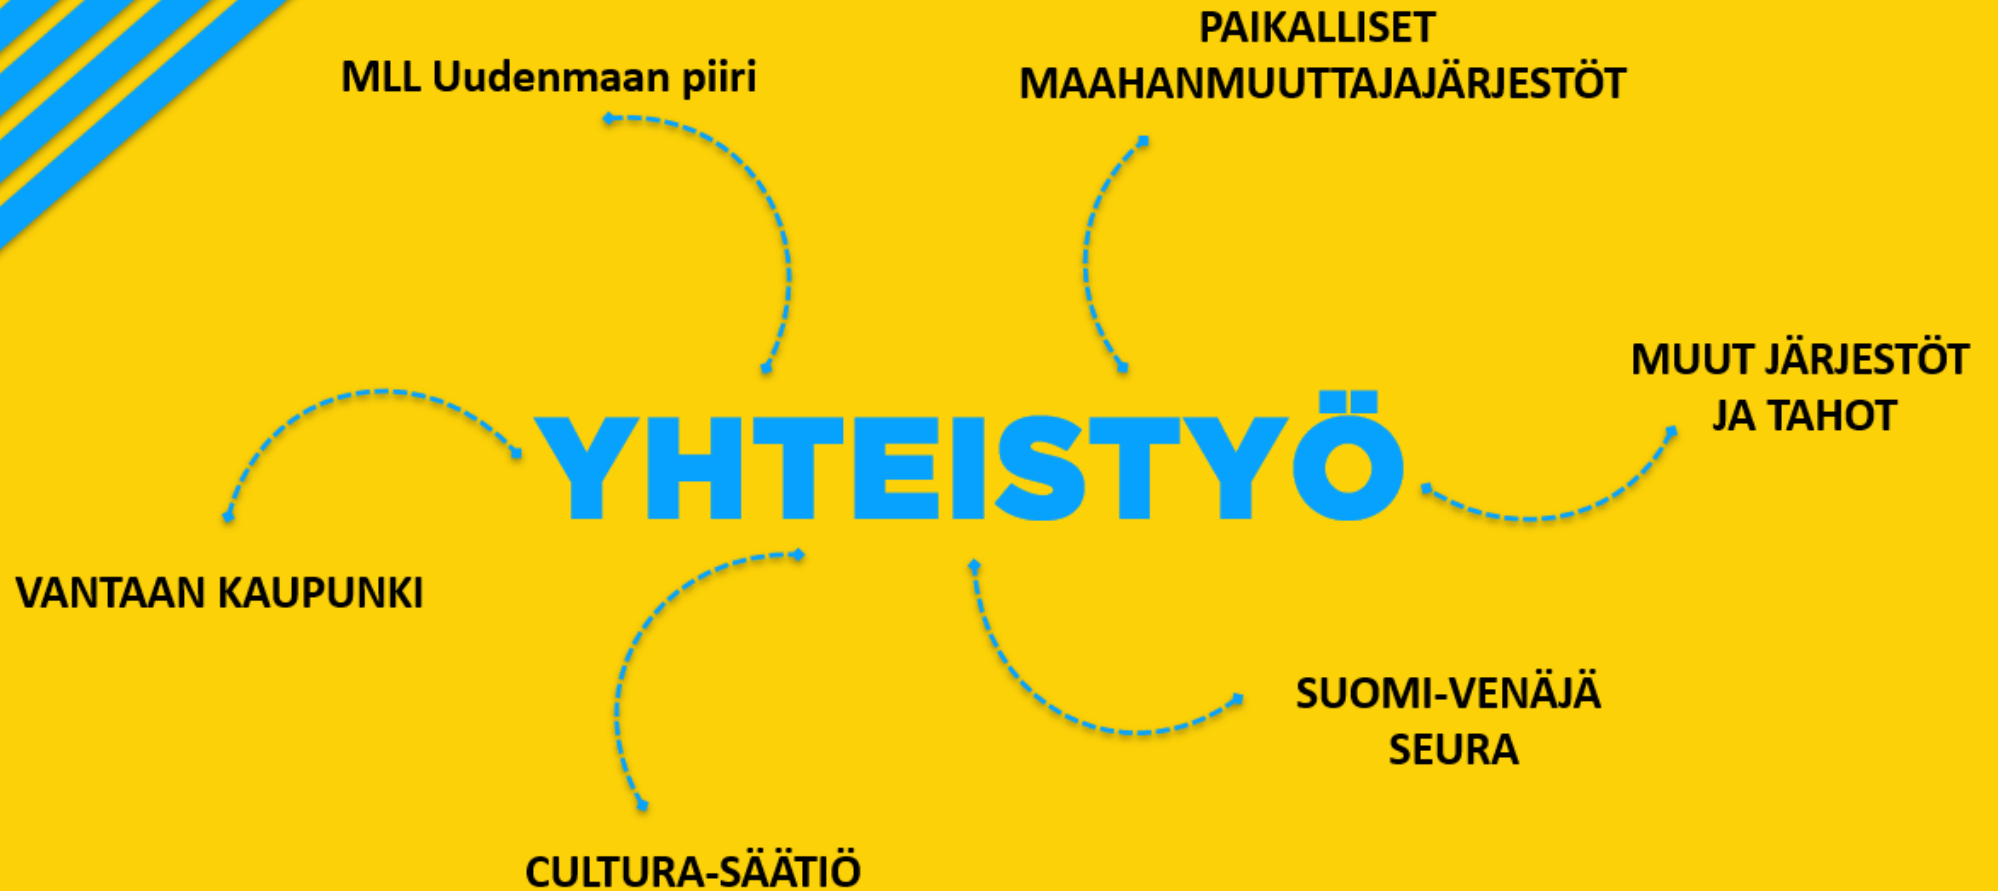 MLL Uudenmaan piiri
PAIKALLISET
MAAHANMUUTTAJAJÄRJESTÖT
MUUT JÄRJESTÖT
JA TAHOT
YHTEISTYÖ
VANTAAN KAUPUNKI
SUOMI-VENÄJÄ
SEURA
CULTURA-SÄÄTIÖ